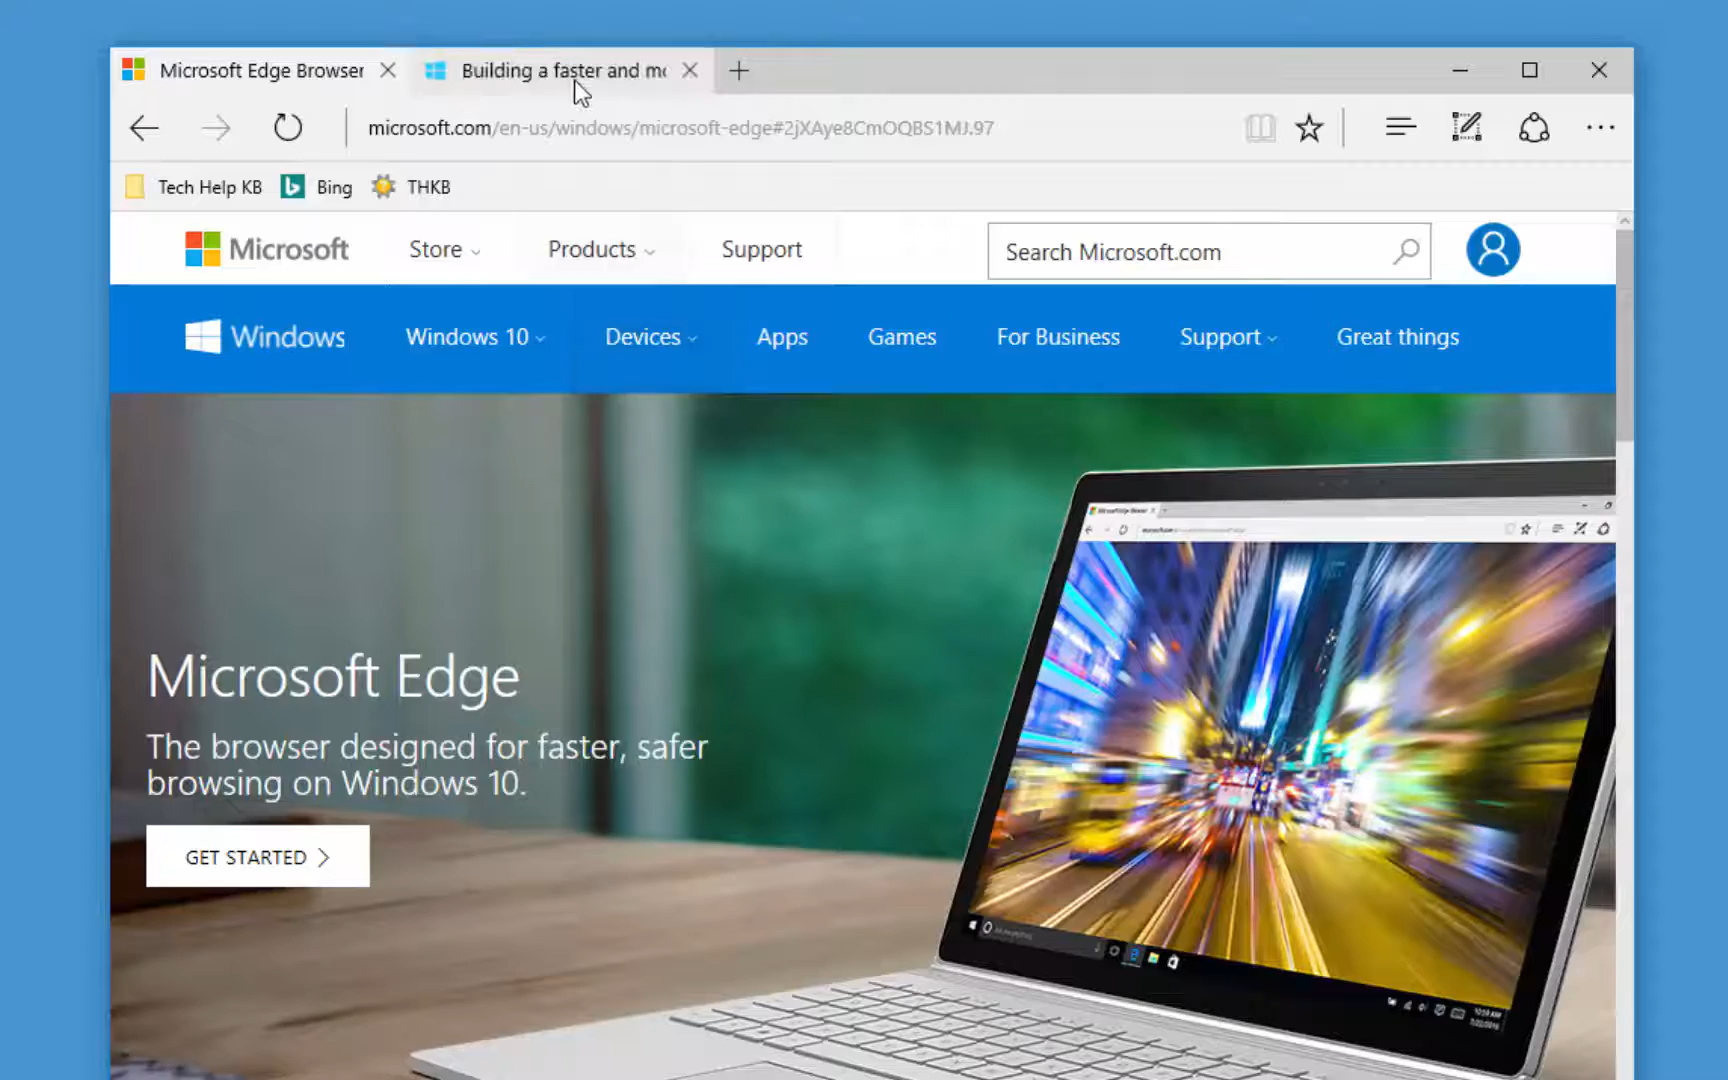 Microsoft Edge Browser
Building a faster and mo
microsoft.com/en-us/windows/microsoft-edge#2jXAye8CmOQBS1MJ.97
Tech Help KB
Bing
THKB
Microsoft
Store
Products
Support
Search Microsoft.com
Windows
Windows 10
Devices
Apps
Games
For Business
Support
Great things
Microsoft Edge
The browser designed for faster, safer
browsing on Windows 10.
GET STARTED